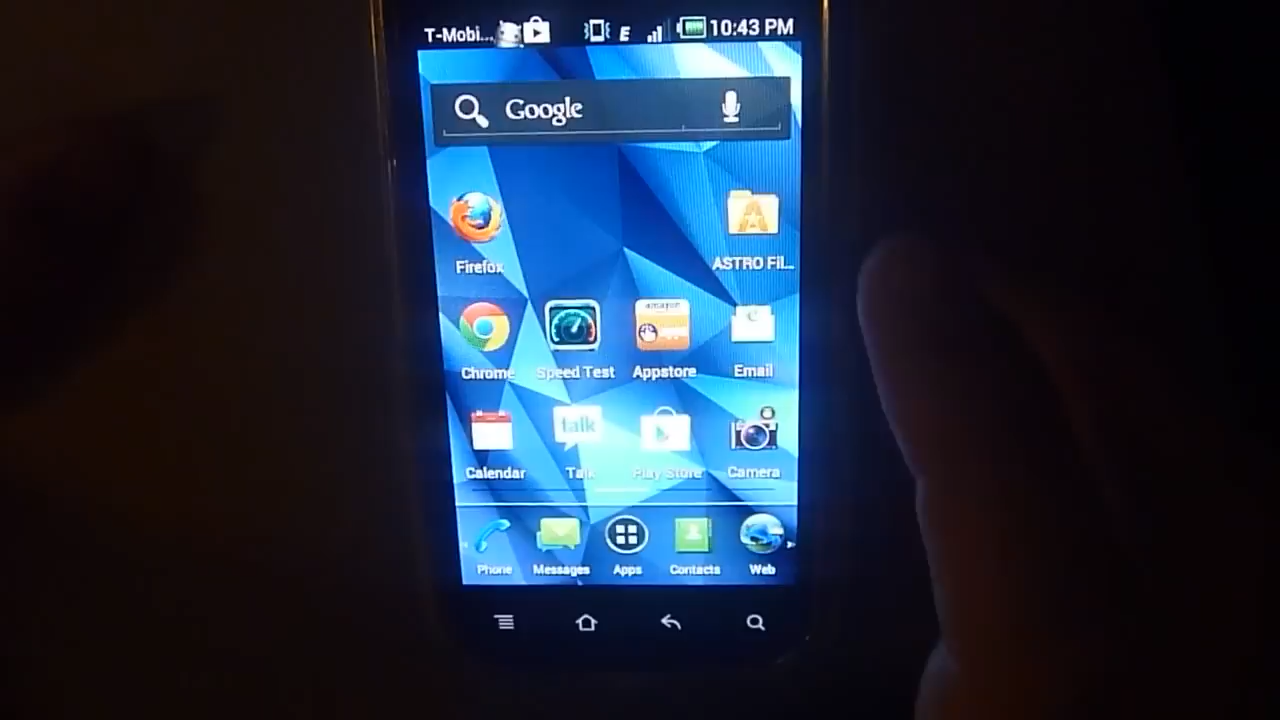 T-Mobi... E 10:43 PM
Google
Firefox ASTRO Fil...
amazon
Chrome Speed Test Appstore Email
talk
Calendar Talk Play Store Camera
Phone Messages Apps Contacts Web